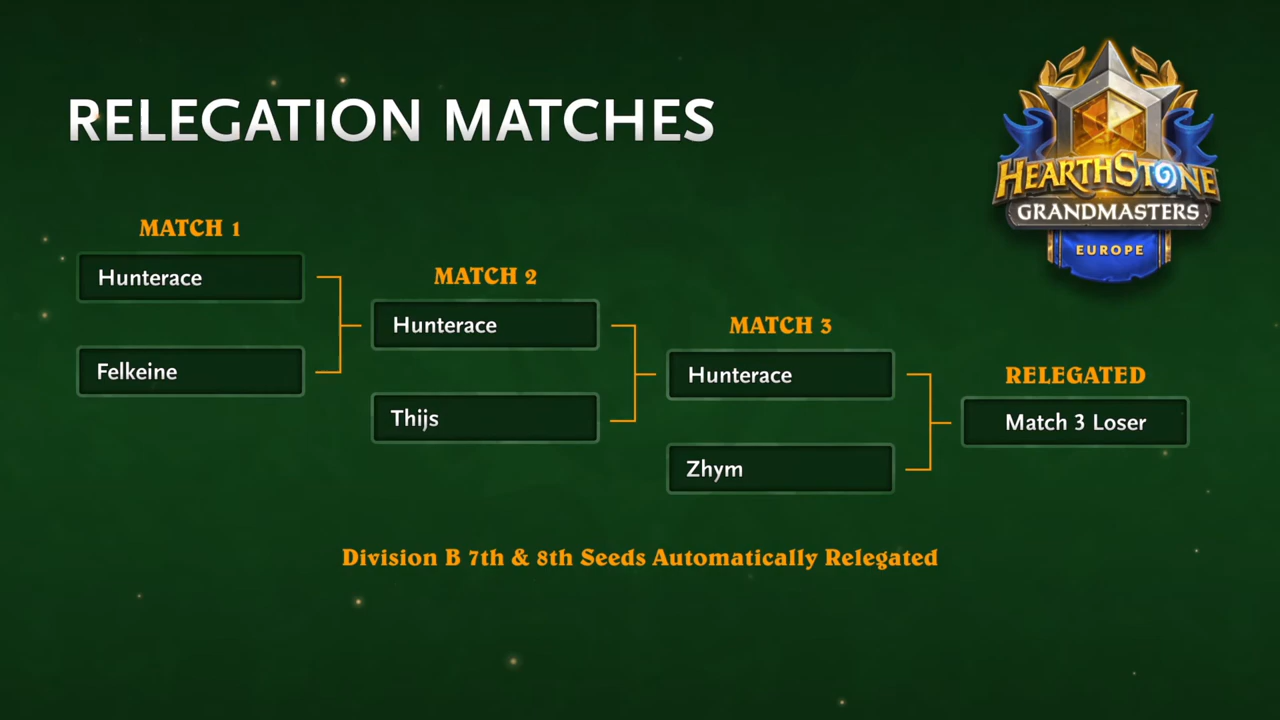 RELEGATION MATCHES
HEARTHSTONE
GRANDMASTERS
EUROPE
MATCH 1
Hunterace
Felkeine
MATCH 2
Hunterace
Thijs
MATCH 3
Hunterace
Zhym
RELEGATED
Match 3 Loser
Division B 7th & 8th Seeds Automatically Relegated